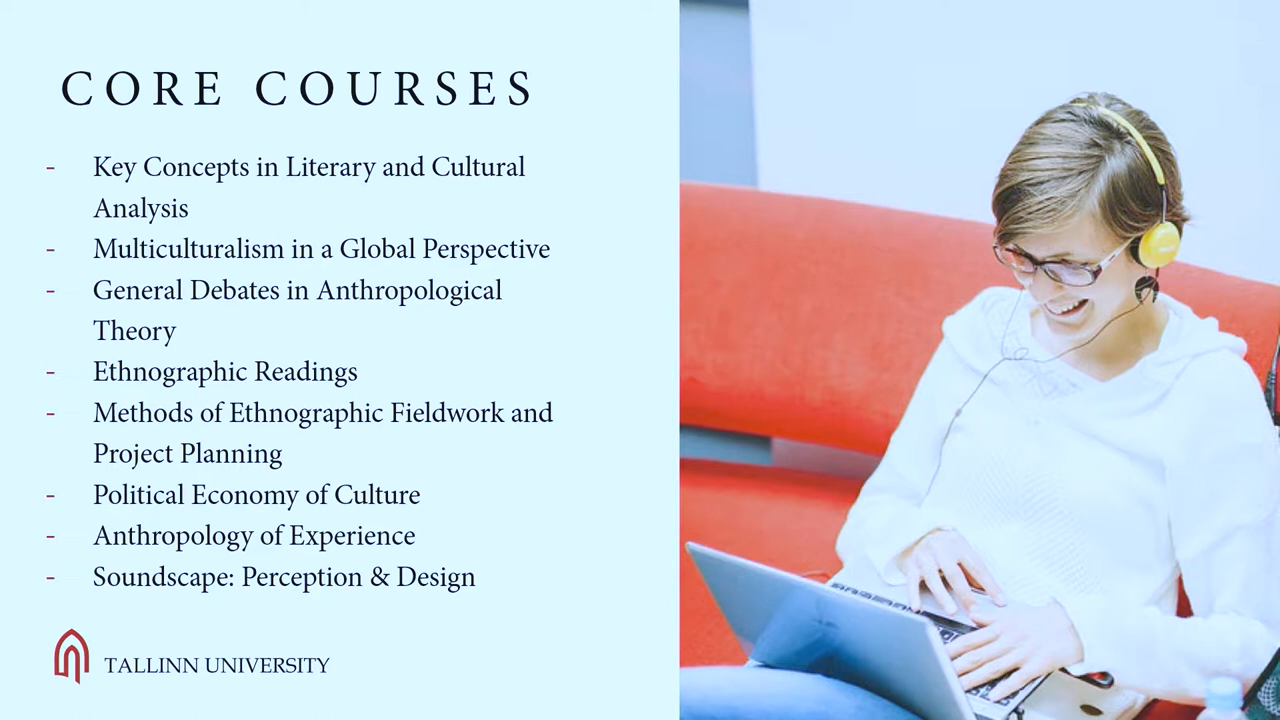 CORE COURSES
- Key Concepts in Literary and Cultural
Analysis
- Multiculturalism in a Global Perspective
- General Debates in Anthropological
Theory
- Ethnographic Readings
- Methods of Ethnographic Fieldwork and
Project Planning
- Political Economy of Culture
- Anthropology of Experience
- Soundscape: Perception & Design
TALLINN UNIVERSITY